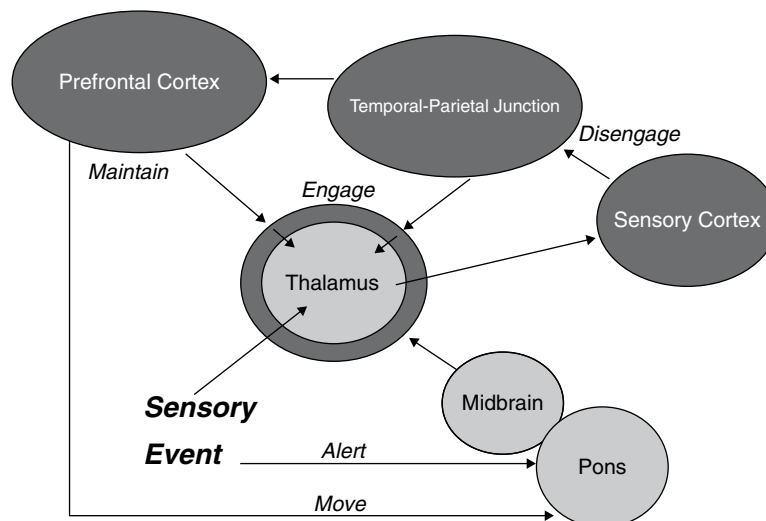 Prefrontal Cortex
Temporal-Parietal Junction
Disengage
Maintain
Engage
Sensory Cortex
Thalamus
Sensory
Event
Midbrain
Alert
Pons
Move